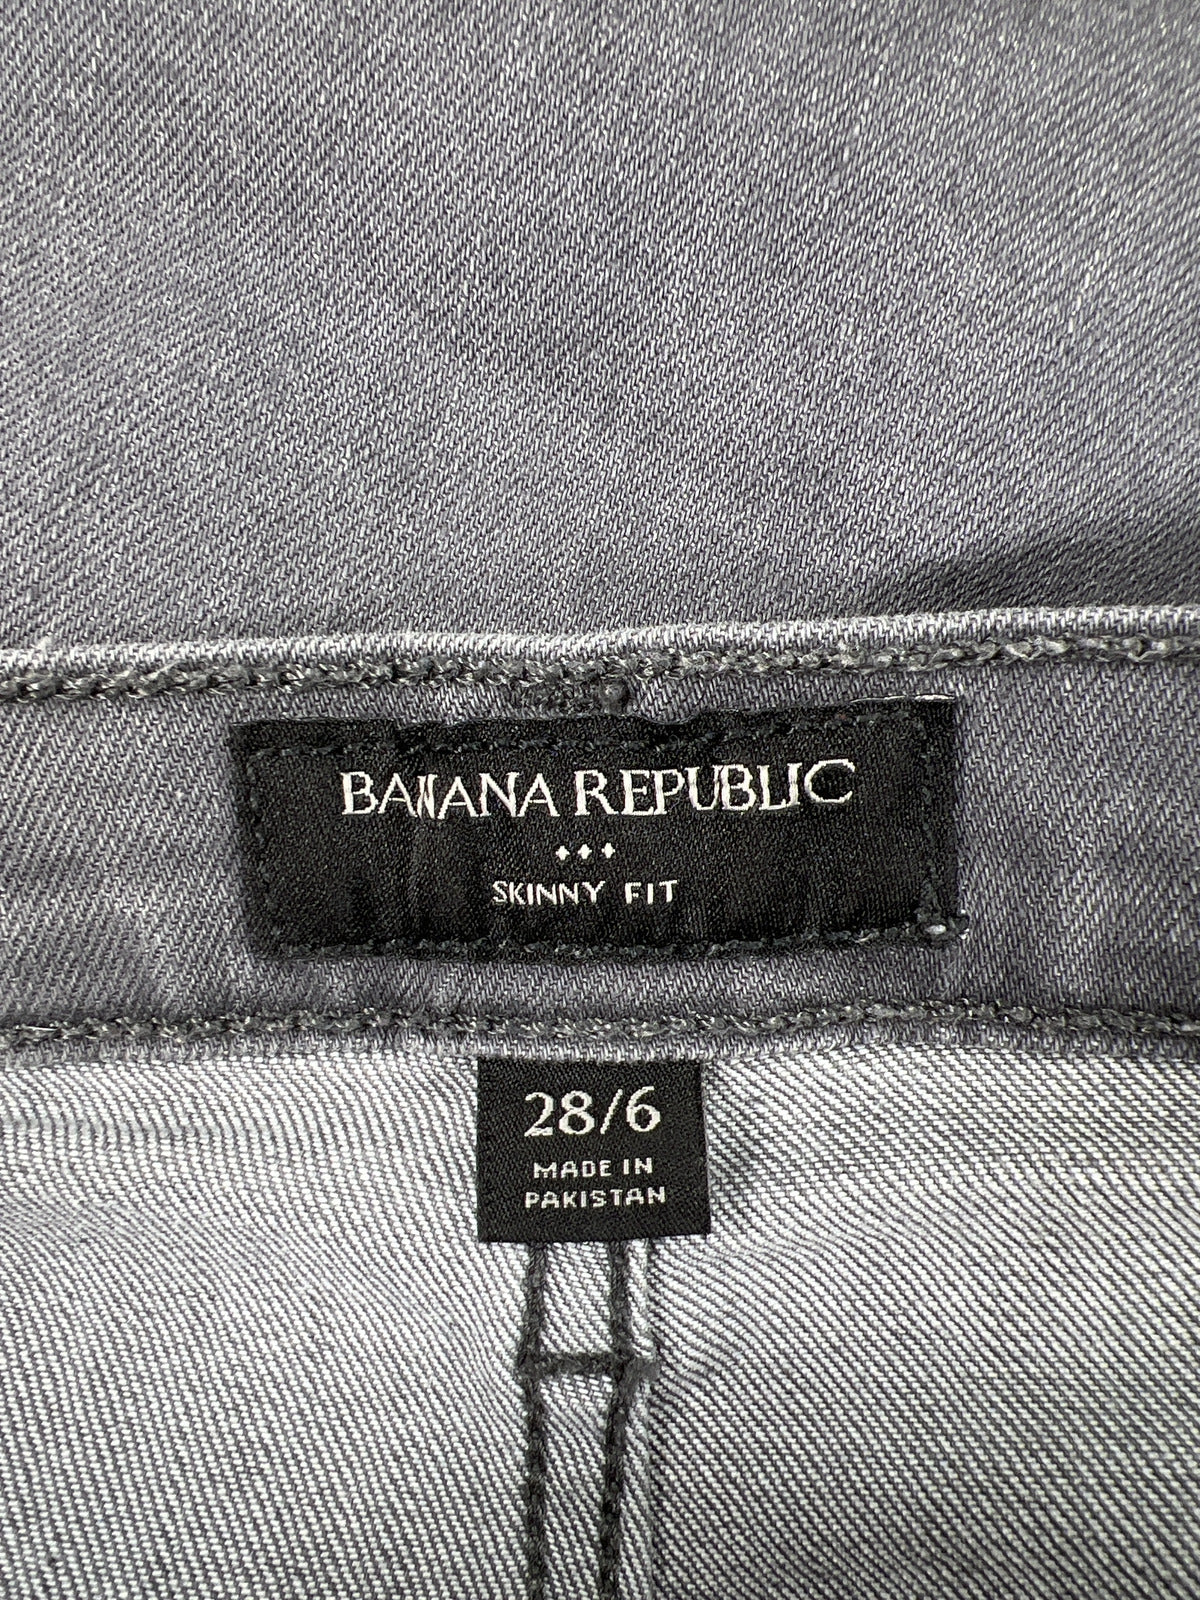 BANANA REPUBLIC
SKINNY FIT
28/6
MADE IN
PAKISTAN